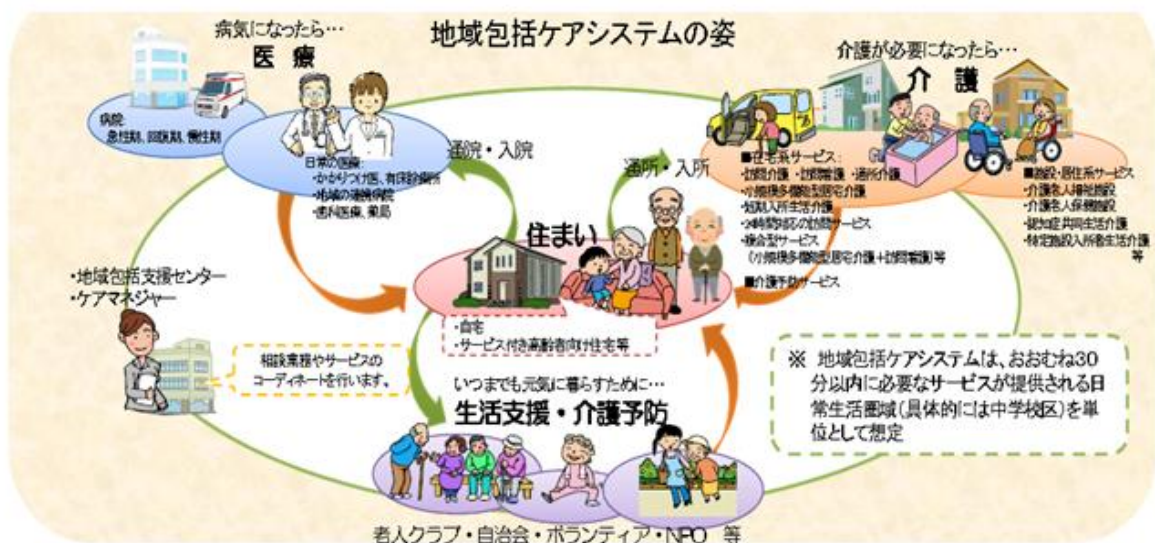 地域包括ケアシステムの姿
病気になったら…
医療
病院:
急性期、回復期、慢性期
日常の医療:
・かかりつけ医、有床診療所
・地域の連携病院
・歯科医療、薬局
通院・入院
通所・入所
介護が必要になったら…
介護
■在宅系サービス:
・訪問介護 ・訪問看護 ・通所介護
・小規模多機能型居宅介護
・短期入所生活介護
・24時間対応の訪問サービス
・複合型サービス
(小規模多機能型居宅介護+訪問看護)等
■介護予防サービス
■施設・居住系サービス
・介護老人福祉施設
・介護老人保健施設
・認知症共同生活介護
・特定施設入所者生活介護
等
住まい
・自宅
・サービス付き高齢者向け住宅等
・地域包括支援センター
・ケアマネジャー
相談業務やサービスの
コーディネートを行います。
いつまでも元気に暮らすために…
生活支援・介護予防
老人クラブ・自治会・ボランティア・NPO 等
※ 地域包括ケアシステムは、おおむね30
分以内に必要なサービスが提供される日
常生活圏域(具体的には中学校区)を単
位として想定